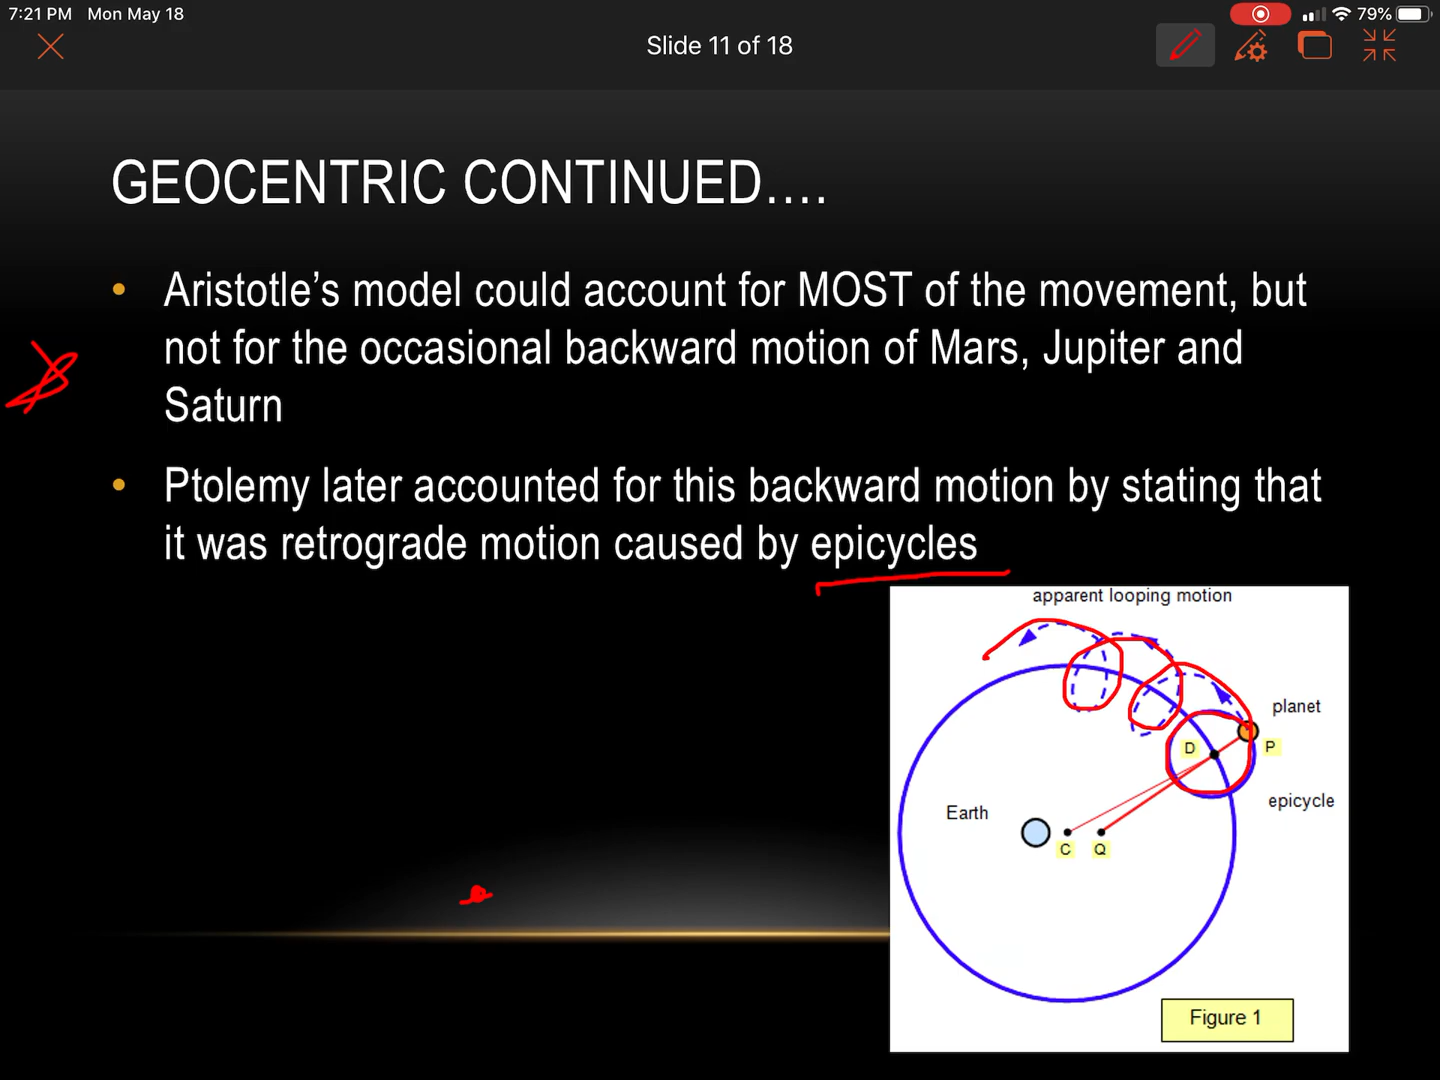 7:21 PM Mon May 18
79%
Slide 11 of 18
GEOCENTRIC CONTINUED….
• Aristotle’s model could account for MOST of the movement, but
not for the occasional backward motion of Mars, Jupiter and
Saturn
• Ptolemy later accounted for this backward motion by stating that
it was retrograde motion caused by epicycles
apparent looping motion
planet
D
P
epicycle
Earth
C
Q
Figure 1